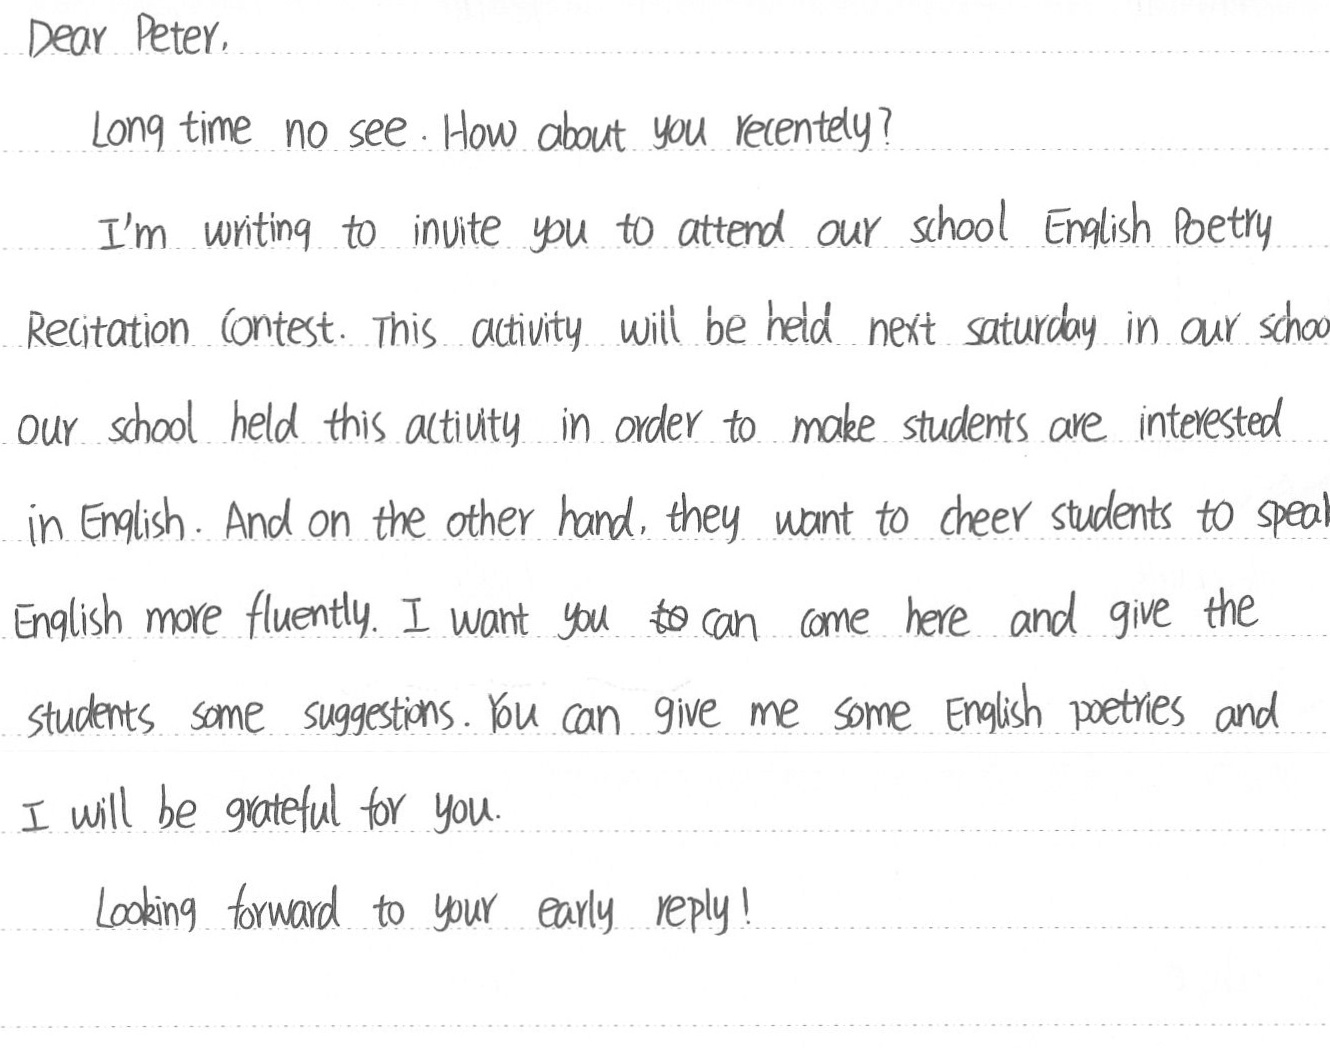 Dear Peter,
Long time no see. How about you recentely?
I'm writing to invite you to attend our school English Poetry
Recitation Contest. This activity will be held next saturday in our schoo
our school held this activity in order to make students are interested
in English. And on the other hand, they want to cheer students to speak
English more fluently. I want you to can come here and give the
students some suggestions. You can give me some English poetries and
I will be grateful for you.
Looking forward to your early reply!